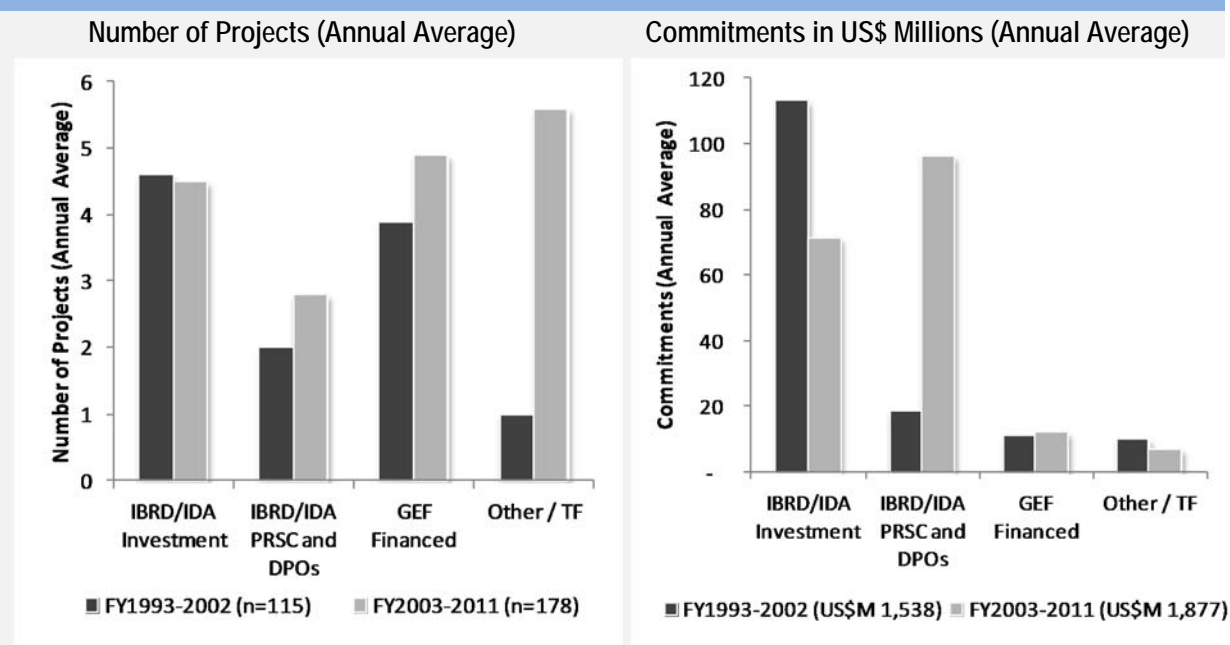 Number of Projects (Annual Average)
Number of Projects (Annual Average)
6
5
4
3
2
1
0
IBRD/IDA
Investment
IBRD/IDA
PRSC and
DPOs
GEF
Financed
Other / TF
FY1993-2002 (n=115) FY2003-2011 (n=178)
Commitments in US$ Millions (Annual Average)
Commitments (Annual Average)
120
100
80
60
40
20
-
IBRD/IDA
Investment
IBRD/IDA
PRSC and
DPOs
GEF
Financed
Other / TF
FY1993-2002 (US$M 1,538) FY2003-2011 (US$M 1,877)